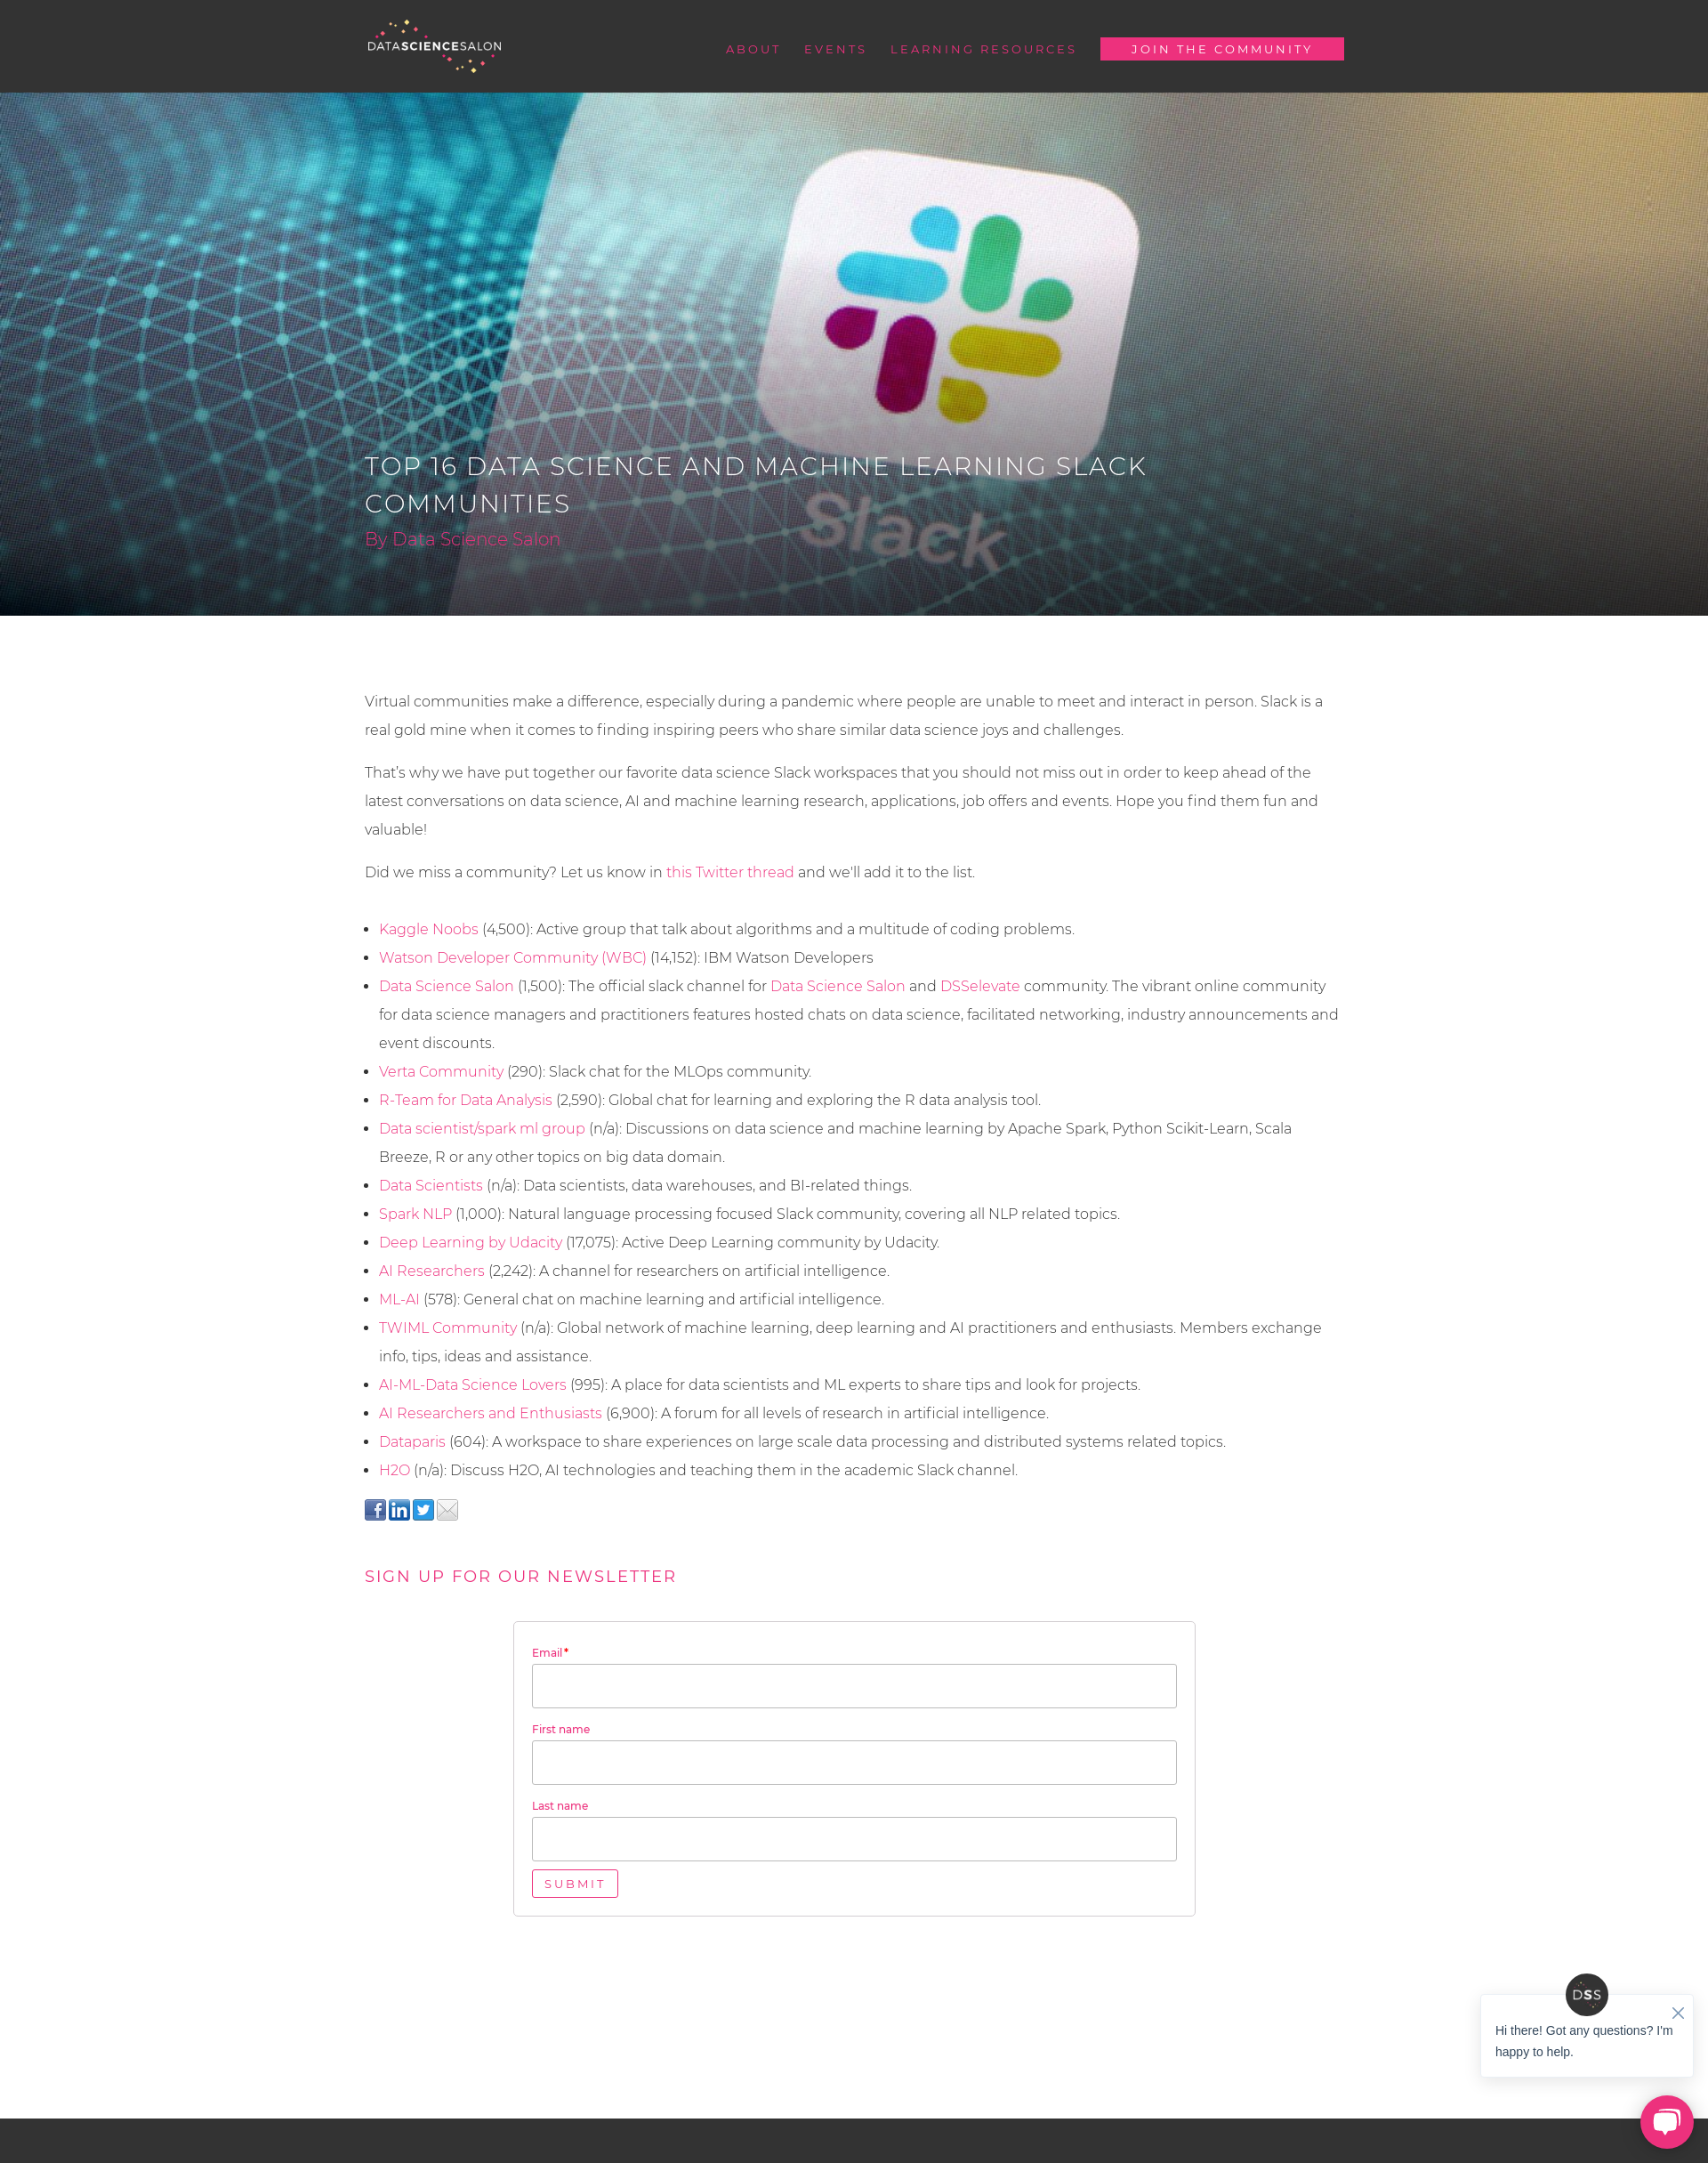 DATASCIENCESALON
ABOUT EVENTS LEARNING RESOURCES JOIN THE COMMUNITY
TOP 16 DATA SCIENCE AND MACHINE LEARNING SLACK
COMMUNITIES
By Data Science Salon
Slack
Virtual communities make a difference, especially during a pandemic where people are unable to meet and interact in person. Slack is a
real gold mine when it comes to finding inspiring peers who share similar data science joys and challenges.
That's why we have put together our favorite data science Slack workspaces that you should not miss out in order to keep ahead of the
latest conversations on data science, AI and machine learning research, applications, job offers and events. Hope you find them fun and
valuable!
Did we miss a community? Let us know in this Twitter thread and we'll add it to the list.
• Kaggle Noobs (4,500): Active group that talk about algorithms and a multitude of coding problems.
• Watson Developer Community (WBC) (14,152): IBM Watson Developers
• Data Science Salon (1,500): The official slack channel for Data Science Salon and DSSelevate community. The vibrant online community
for data science managers and practitioners features hosted chats on data science, facilitated networking, industry announcements and
event discounts.
• Verta Community (290): Slack chat for the MLOps community.
• R-Team for Data Analysis (2,590): Global chat for learning and exploring the R data analysis tool.
• Data scientist/spark ml group (n/a): Discussions on data science and machine learning by Apache Spark, Python Scikit-Learn, Scala
Breeze, R or any other topics on big data domain.
• Data Scientists (n/a): Data scientists, data warehouses, and BI-related things.
• Spark NLP (1,000): Natural language processing focused Slack community, covering all NLP related topics.
• Deep Learning by Udacity (17,075): Active Deep Learning community by Udacity.
• AI Researchers (2,242): A channel for researchers on artificial intelligence.
• ML-AI (578): General chat on machine learning and artificial intelligence.
• TWIML Community (n/a): Global network of machine learning, deep learning and AI practitioners and enthusiasts. Members exchange
info, tips, ideas and assistance.
• AI-ML-Data Science Lovers (995): A place for data scientists and ML experts to share tips and look for projects.
• AI Researchers and Enthusiasts (6,900): A forum for all levels of research in artificial intelligence.
• Dataparis (604): A workspace to share experiences on large scale data processing and distributed systems related topics.
• H2O (n/a): Discuss H2O, AI technologies and teaching them in the academic Slack channel.
SIGN UP FOR OUR NEWSLETTER
Email*
First name
Last name
SUBMIT
DSS
Hi there! Got any questions? I'm
happy to help.